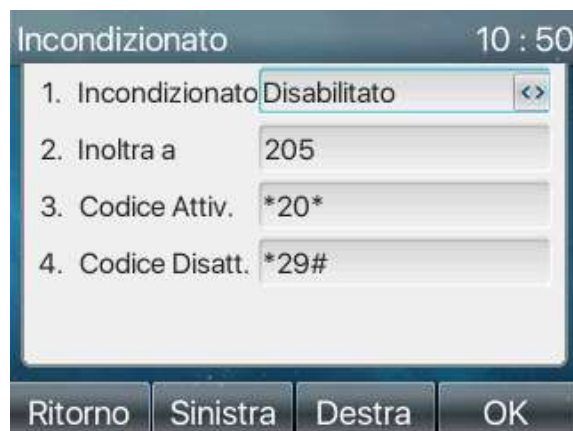 Incondizionato 10 : 50
1. Incondizionato Disabilitato <>
2. Inoltra a 205
3. Codice Attiv. *20*
4. Codice Disatt. *29#
Ritorno Sinistra Destra OK